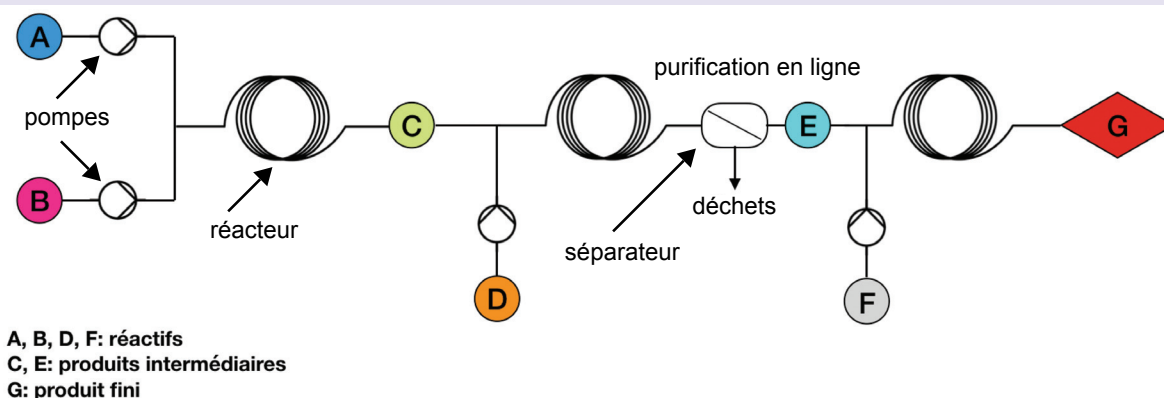 A
pompes
B
réacteur
C
D
purification en ligne
séparateur
déchets
E
F
G
A, B, D, F: réactifs
C, E: produits intermédiaires
G: produit fini